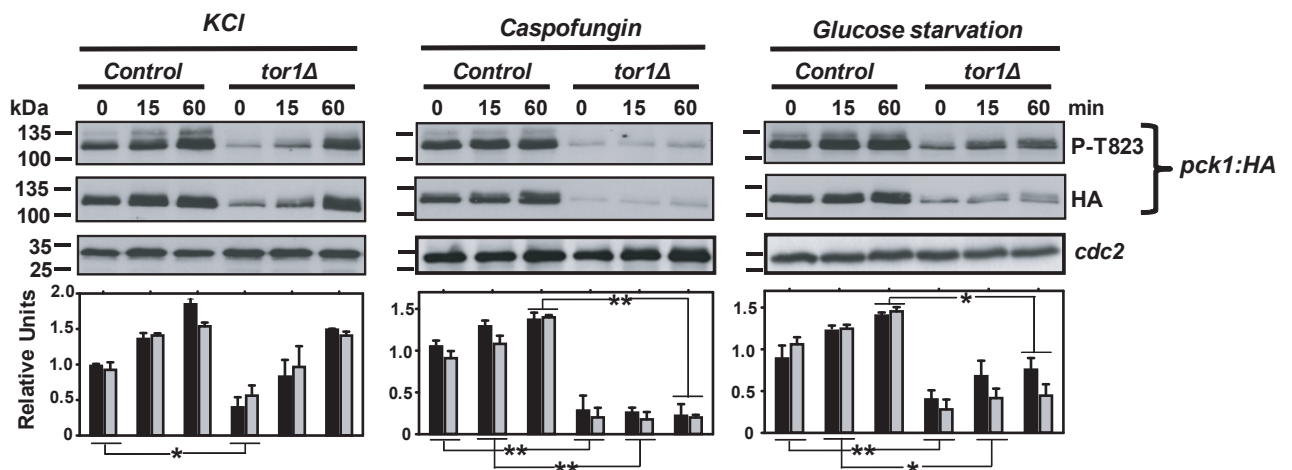 KCl Caspofungin Glucose starvation
Control tor1Δ Control tor1Δ Control tor1Δ
kDa 0 15 60 0 15 60 0 15 60 0 15 60 0 15 60 0 15 60 min
135 P-T823
100
pck1:HA
135 HA
100
35 cdc2
25
Relative Units
2.0
1.5
1.0
0.5
0
*
1.5
1.0
0.5
0
**
**
**
1.5
1.0
0.5
0
*
**
*